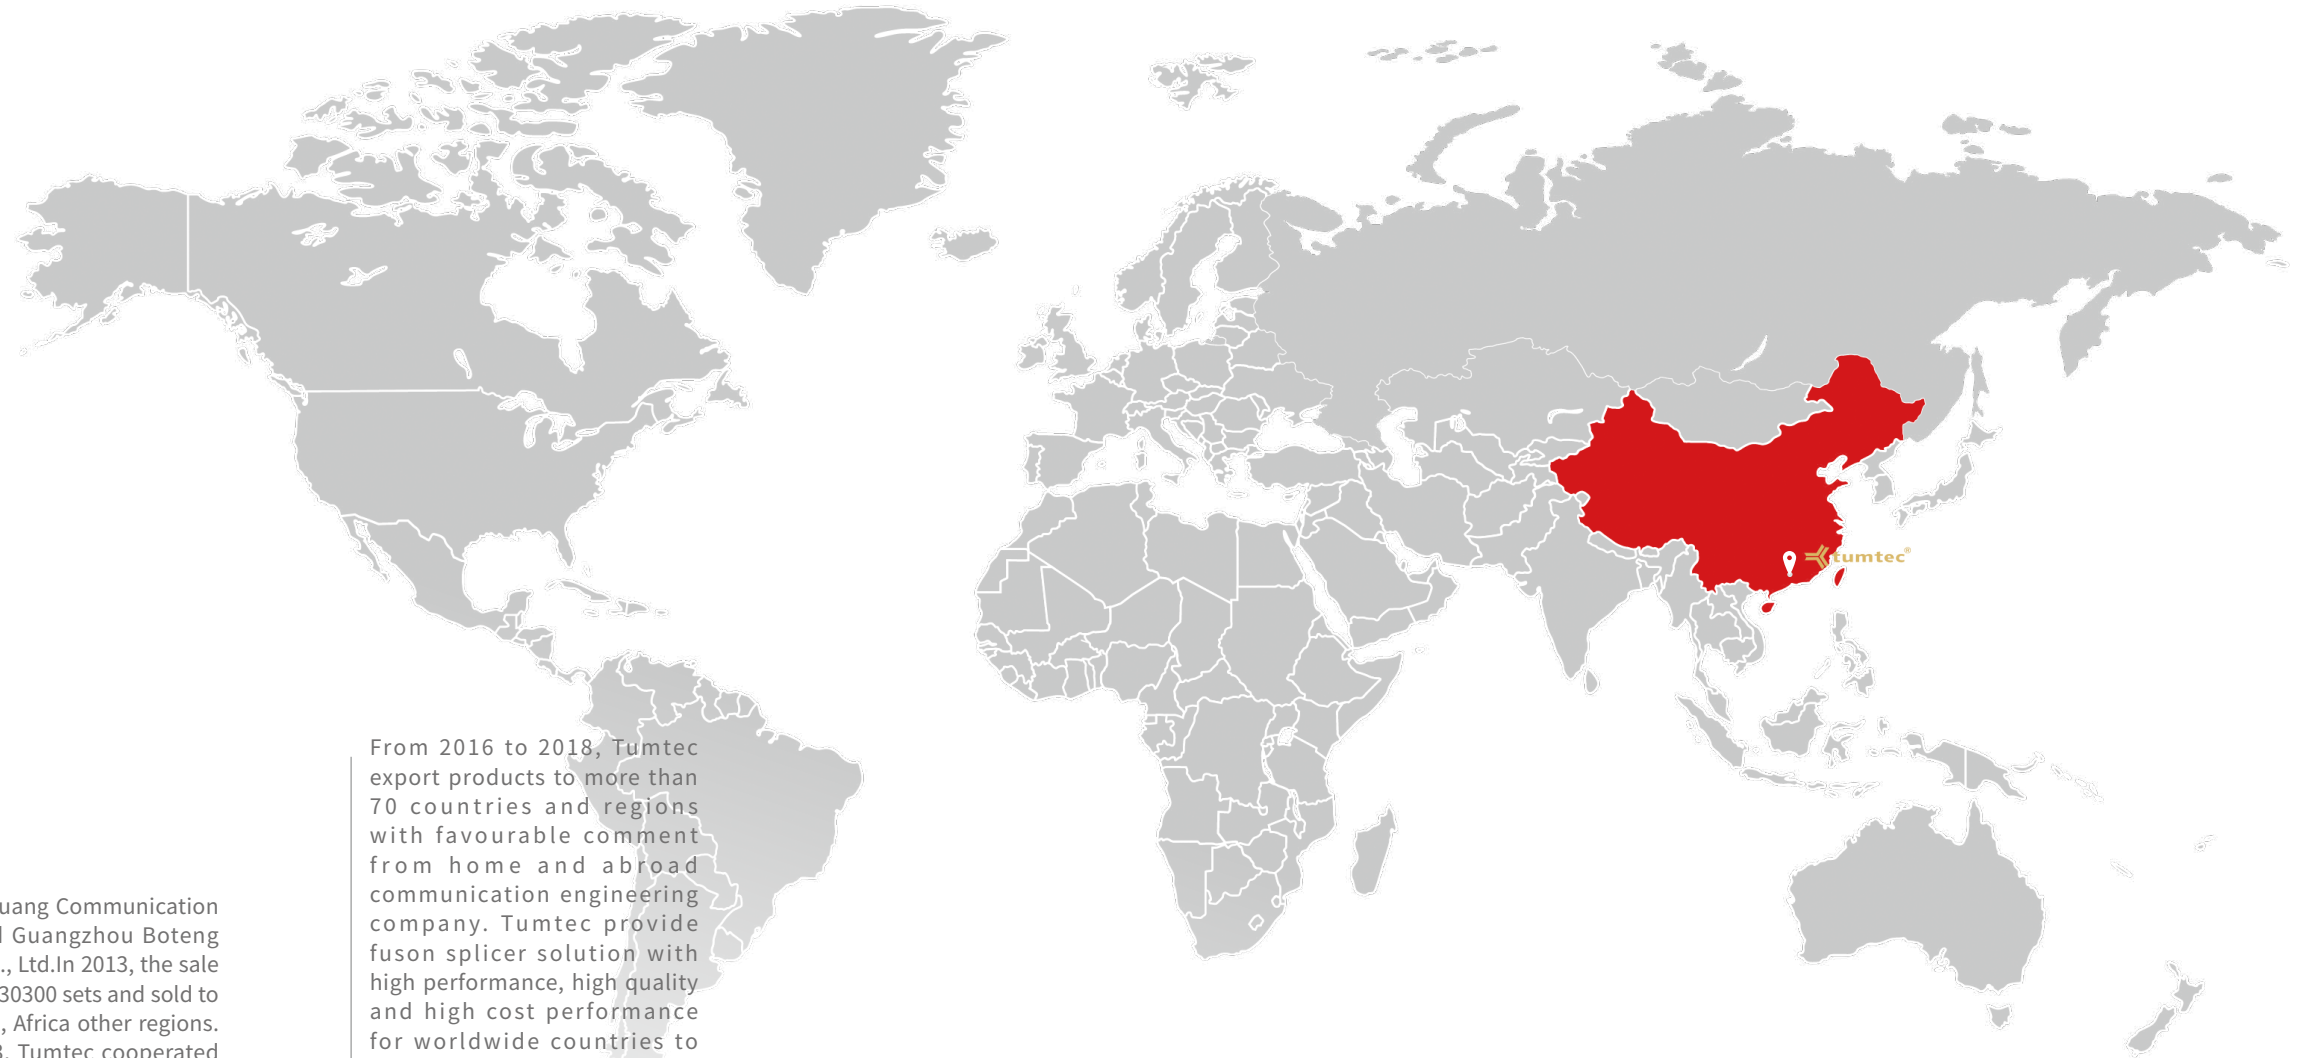 tumtec®
From 2016 to 2018, Tumtec
export products to more than
70 countries and regions
with favourable comment
from home and abroad
communication engineering
company. Tumtec provide
fuson splicer solution with
high performance, high quality
and high cost performance
for worldwide countries to
uang Communication
Guangzhou Boteng
., Ltd.In 2013, the sale
30300 sets and sold to
, Africa other regions.
. Tumtec cooperated